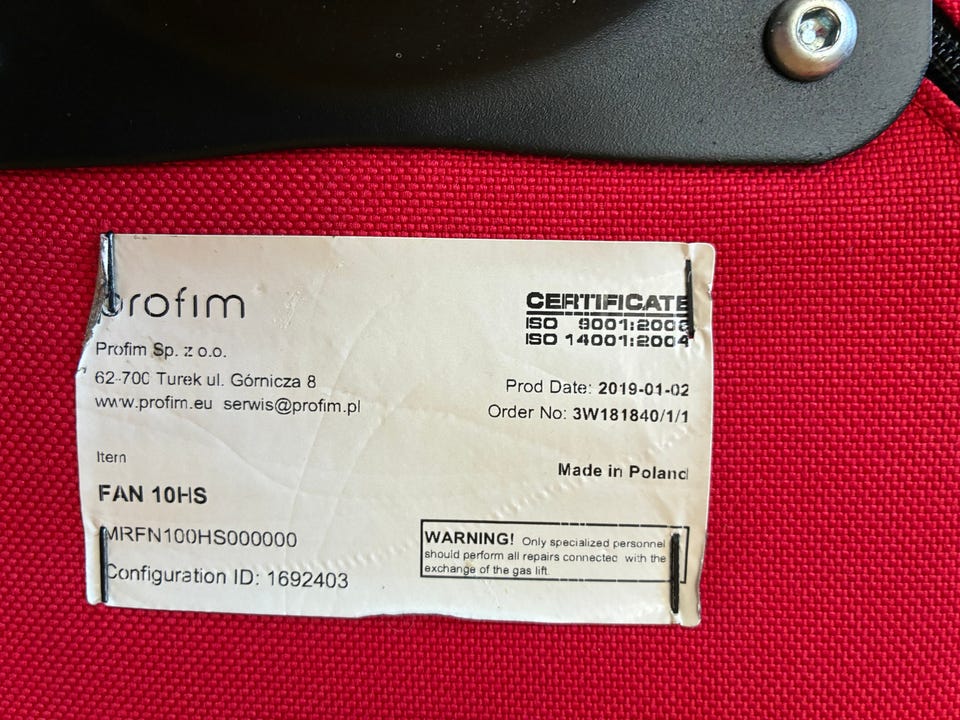 profim
CERTIFICATE
ISO 9001:2008
ISO 14001:2004
Profim Sp. z o.o.
62-700 Turek ul. Górnicza 8
www.profim.eu serwis@profim.pl
Prod Date: 2019-01-02
Order No: 3W181840/1/1
Made in Poland
Item
FAN 10HS
MRFN100HS000000
Configuration ID: 1692403
WARNING! Only specialized personnel
should perform all repairs connected with the
exchange of the gas lift